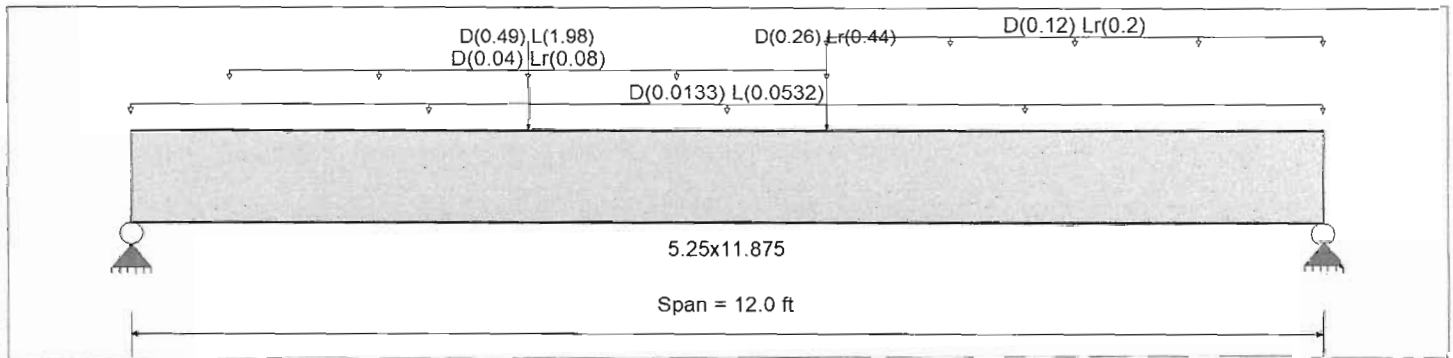 D(0.12) Lr(0.2)
D(0.49) L(1.98)
D(0.26) Lr(0.44)
D(0.04) Lr(0.08)
D(0.0133) L(0.0532)
5.25x11.875
Span = 12.0 ft